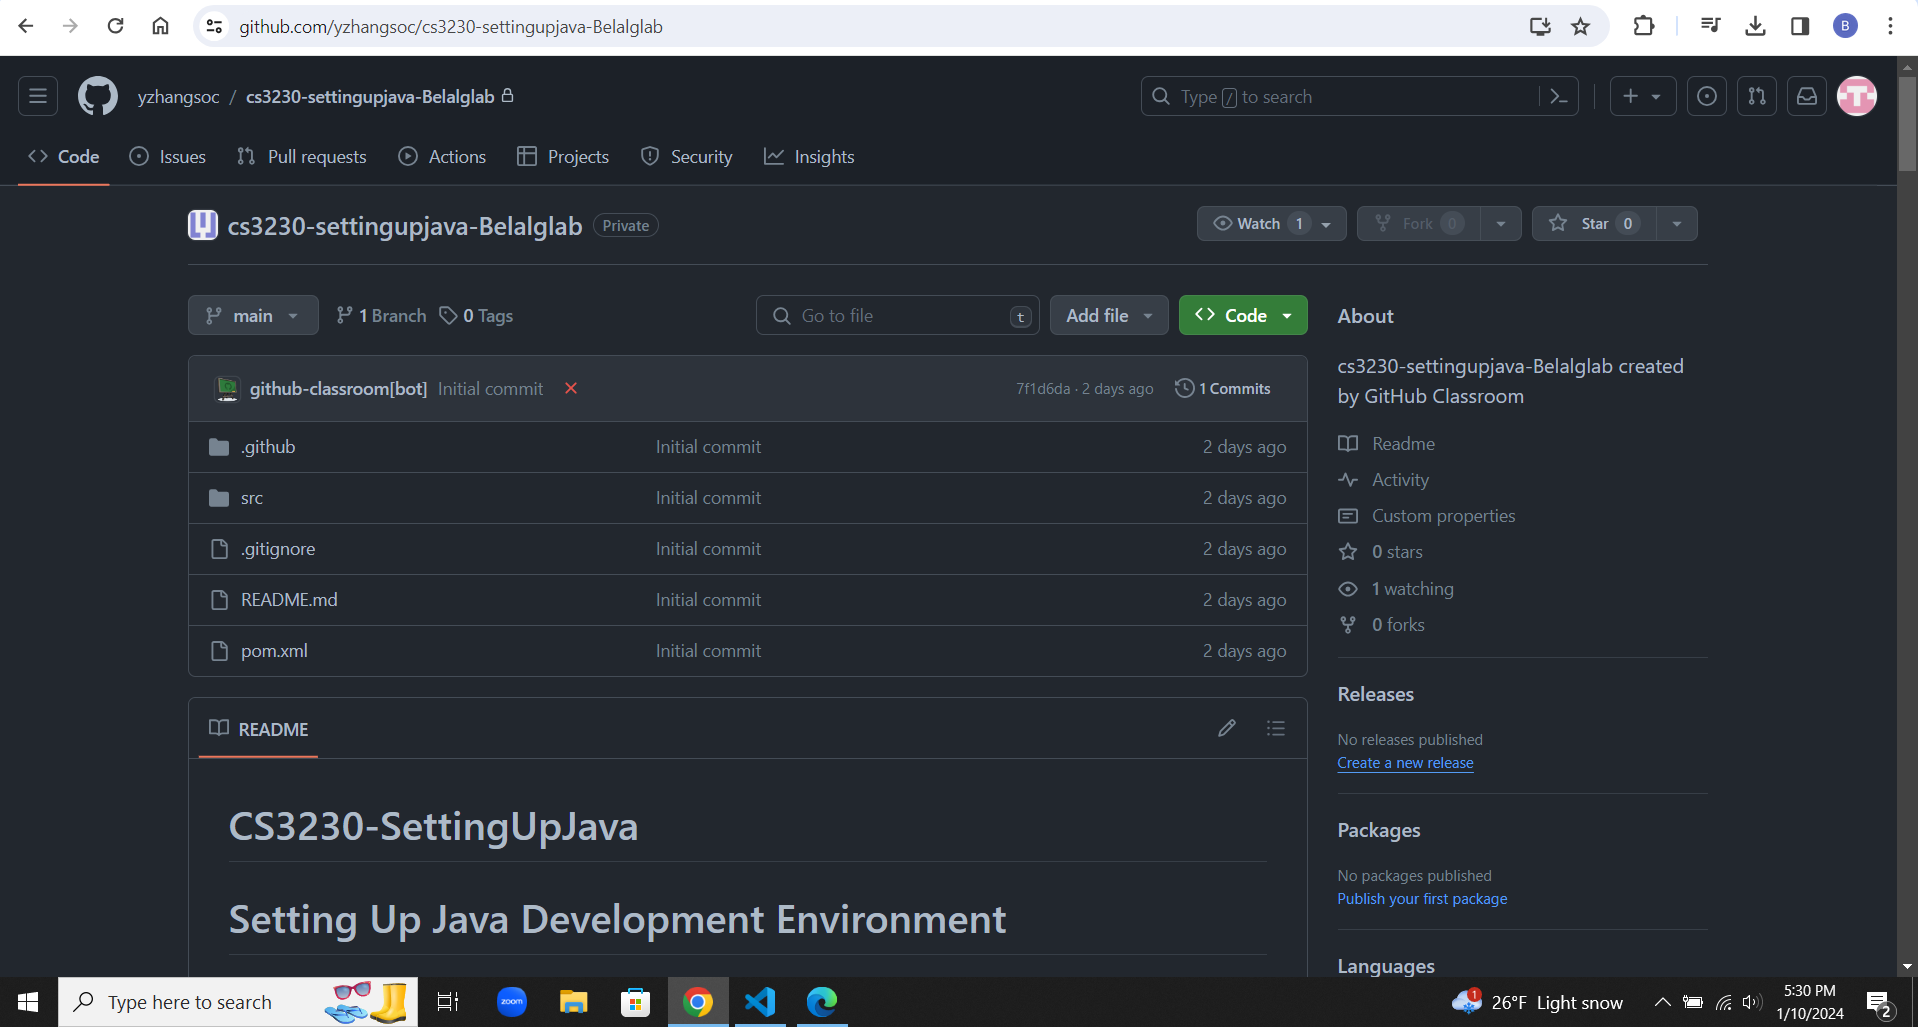 github.com/yzhangsoc/cs3230-settingupjava-Belalglab
B
yzhangsoc / cs3230-settingupjava-Belalglab
Type / to search
Code Issues Pull requests Actions Projects Security Insights
cs3230-settingupjava-Belalglab Private
Watch 1 Fork 0 Star 0
main 1 Branch 0 Tags Go to file t Add file Code
github-classroom[bot] Initial commit 7f1d6da · 2 days ago 1 Commits
.github Initial commit 2 days ago
src Initial commit 2 days ago
.gitignore Initial commit 2 days ago
README.md Initial commit 2 days ago
pom.xml Initial commit 2 days ago
README
CS3230-SettingUpJava
Setting Up Java Development Environment
About
cs3230-settingupjava-Belalglab created
by GitHub Classroom
Readme
Activity
Custom properties
0 stars
1 watching
0 forks
Releases
No releases published
Create a new release
Packages
No packages published
Publish your first package
Languages
Type here to search
zoom
1
26°F Light snow
5:30 PM
1/10/2024
2